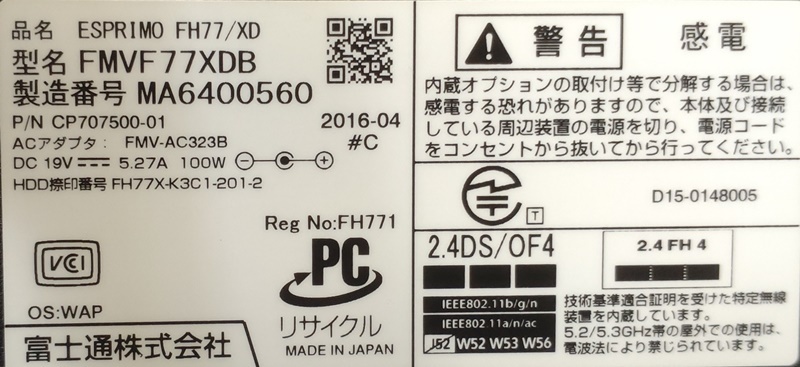 品名 ESPRIMO FH77/XD
型名 FMVF77XDB
製造番号 MA6400560
P/N CP707500-01 2016-04
ACアダプタ: FMV-AC323B #C
DC 19V 5.27A 100W
HDD捺印番号 FH77X-K3C1-201-2
Reg No:FH771
VCCI
PC
リサイクル
OS:WAP
MADE IN JAPAN
富士通株式会社
警告 感電
内蔵オプションの取付け等で分解する場合は、
感電する恐れがありますので、本体及び接続
している周辺装置の電源を切り、電源コード
をコンセントから抜いてから行ってください。
T D15-0148005
2.4DS/OF4
2.4 FH 4
IEEE802.11b/g/n
IEEE802.11a/n/ac
J52 W52 W53 W56
技術基準適合証明を受けた特定無線
装置を内蔵しています。
5.2/5.3GHz帯の屋外での使用は、
電波法により禁じられています。